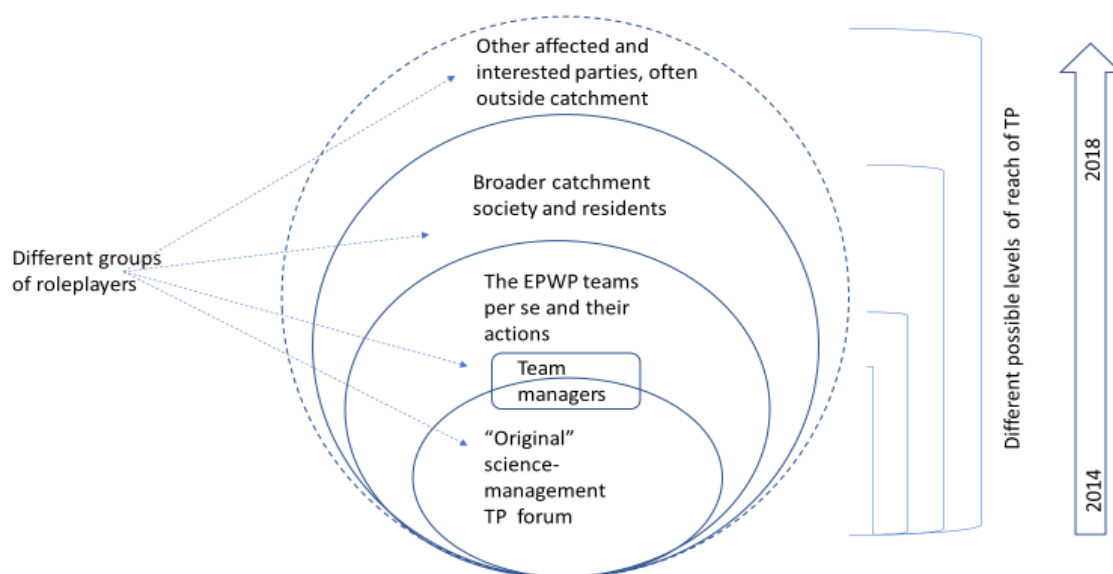 Other affected and
interested parties, often
outside catchment
Broader catchment
society and residents
Different groups
of roleplayers
The EPWP teams
per se and their
actions
Team
managers
“Original”
science-
management
TP forum
Different possible levels of reach of TP
2018
2014